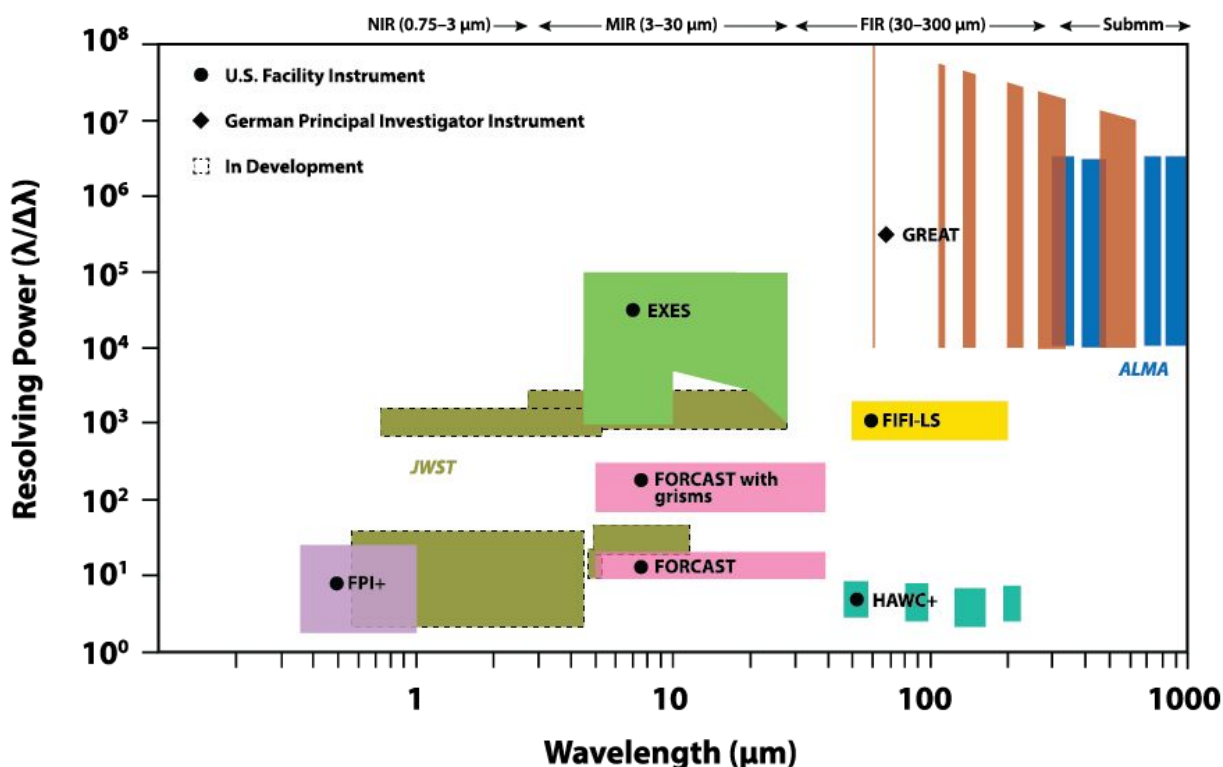 NIR (0.75–3 µm) MIR (3–30 µm) FIR (30–300 µm) Submm
10⁸
10⁷
10⁶
10⁵
10⁴
10³
10²
10¹
10⁰
Resolving Power (λ/Δλ)
U.S. Facility Instrument
German Principal Investigator Instrument
In Development
GREAT
EXES
ALMA
FIFI-LS
JWST
FORCAST with
grisms
FORCAST
FPI+
HAWC+
1 10 100 1000
Wavelength (µm)